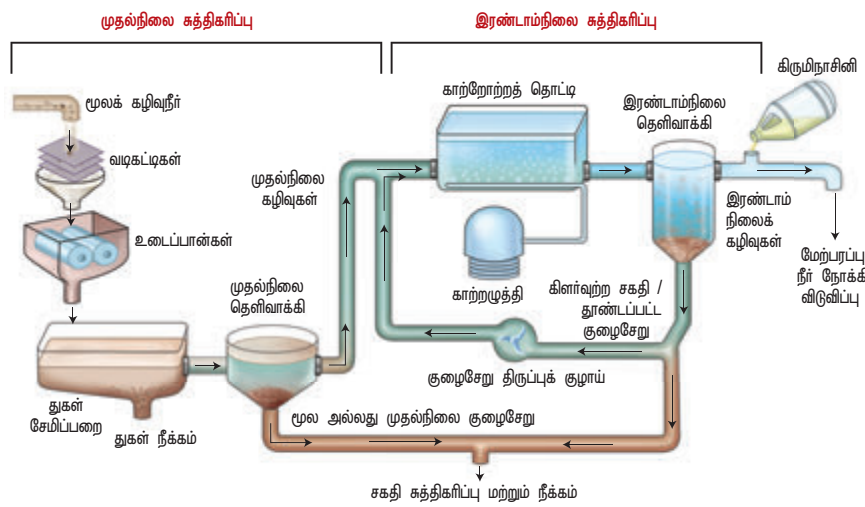 முதல்நிலை சுத்திகரிப்பு
இரண்டாம்நிலை சுத்திகரிப்பு
மூலக் கழிவுநீர்
வடிகட்டிகள்
உடைப்பான்கள்
துகள்
சேமிப்பறை
துகள் நீக்கம்
முதல்நிலை
தெளிவாக்கி
முதல்நிலை
கழிவுகள்
காற்றோற்றத் தொட்டி
காற்றழுத்தி
இரண்டாம்நிலை
தெளிவாக்கி
கிருமிநாசினி
இரண்டாம்
நிலைக்
கழிவுகள்
மேற்பரப்பு
நீர் நோக்கி
விடுவிப்பு
கிளர்வுற்ற சகதி /
தூண்டப்பட்ட
குழைசேறு
குழைசேறு திருப்புக் குழாய்
மூல அல்லது முதல்நிலை குழைசேறு
சகதி சுத்திகரிப்பு மற்றும் நீக்கம்